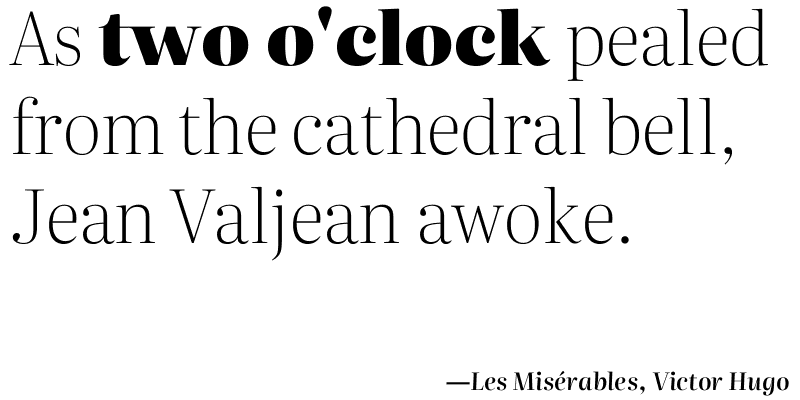 As two o'clock pealed
from the cathedral bell,
Jean Valjean awoke.
—Les Misérables, Victor Hugo